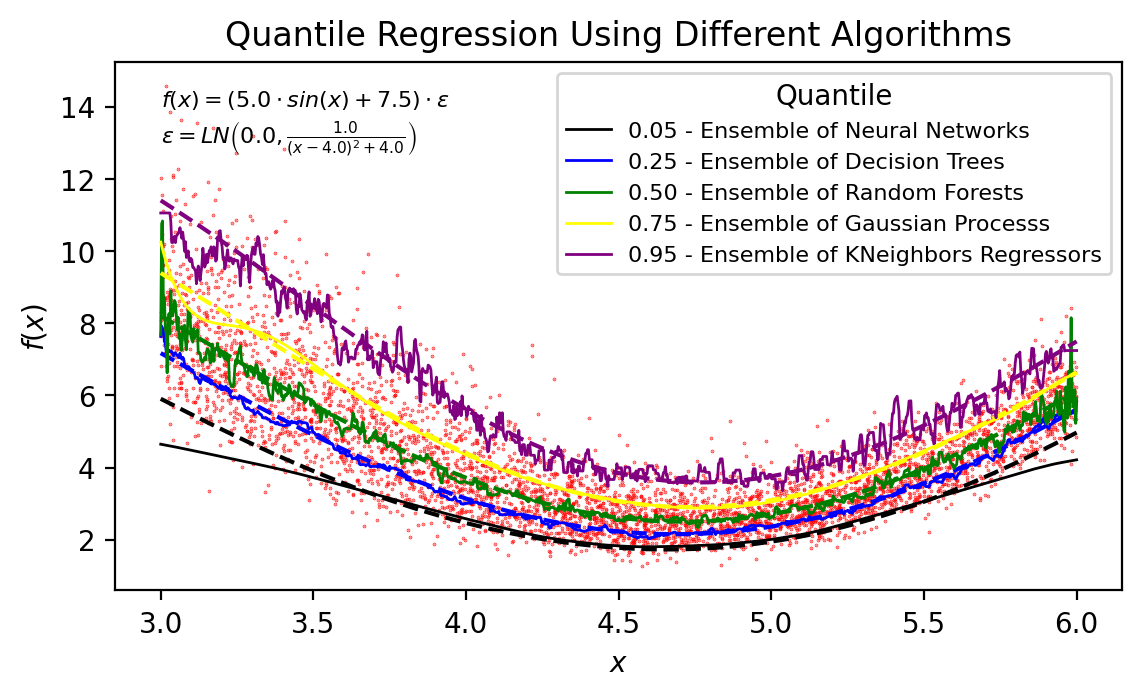 Quantile Regression Using Different Algorithms
f(x) = (5.0 · sin(x) + 7.5) · ε
ε = LN(0.0, 1.0/((x − 4.0)² + 4.0))
Quantile
0.05 - Ensemble of Neural Networks
0.25 - Ensemble of Decision Trees
0.50 - Ensemble of Random Forests
0.75 - Ensemble of Gaussian Processs
0.95 - Ensemble of KNeighbors Regressors
14
12
10
8
6
4
2
f(x)
3.0 3.5 4.0 4.5 5.0 5.5 6.0
x